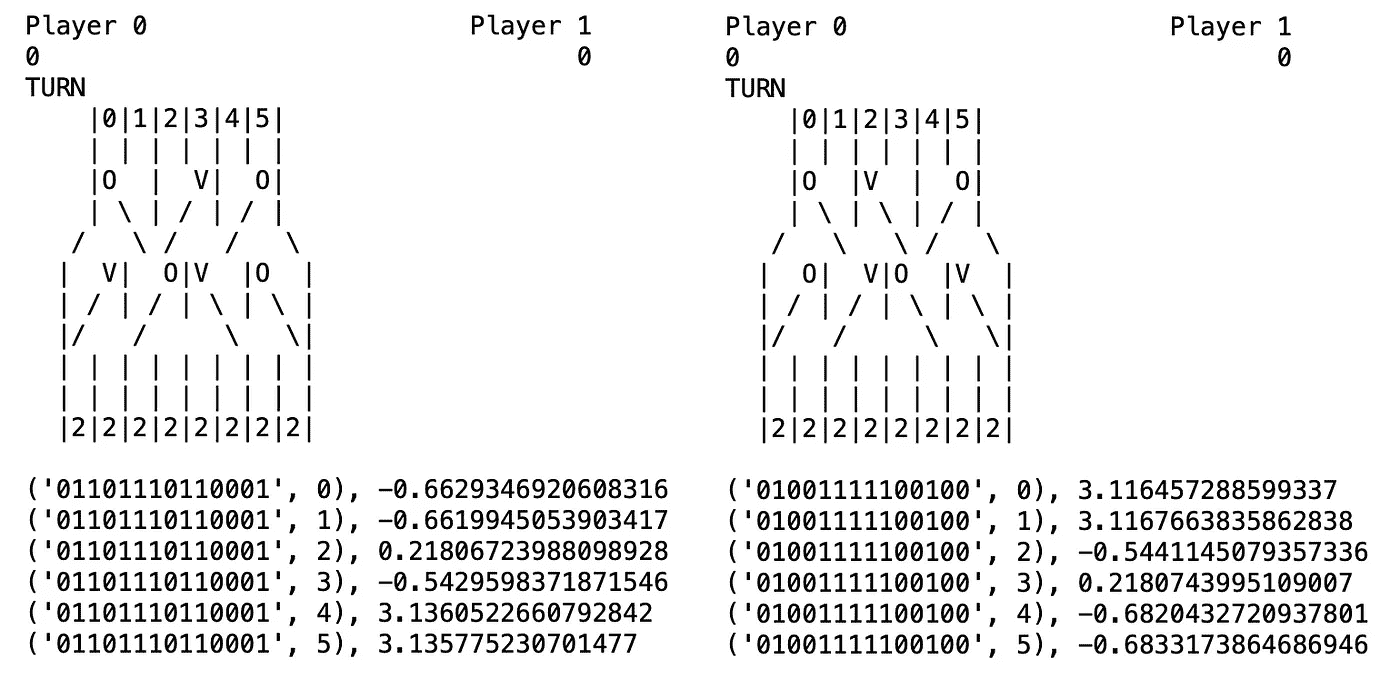 Player 0                     Player 1
0                                   0
TURN
    |0|1|2|3|4|5|
    | | | | | | |
    |O  |  V|  O|
    | \ | / | / |
   /   \ /   /   \
  |  V|  O|V  |O  |
  | / | / | \ | \ |
  |/   /     \   \|
  | | | | | | | | |
  | | | | | | | | |
  |2|2|2|2|2|2|2|2|
('01101110110001', 0), -0.6629346920608316
('01101110110001', 1), -0.6619945053903417
('01101110110001', 2), 0.21806723988098928
('01101110110001', 3), -0.5429598371871546
('01101110110001', 4), 3.1360522660792842
('01101110110001', 5), 3.135775230701477
Player 0                     Player 1
0                                   0
TURN
    |0|1|2|3|4|5|
    | | | | | | |
    |O  |V  |  O|
    | \ | \ | / |
   /   \   \ /   \
  |  O|  V|O  |V  |
  | / | / | \ | \ |
  |/   /     \   \|
  | | | | | | | | |
  | | | | | | | | |
  |2|2|2|2|2|2|2|2|
('01001111100100', 0), 3.116457288599337
('01001111100100', 1), 3.1167663835862838
('01001111100100', 2), -0.5441145079357336
('01001111100100', 3), 0.2180743995109007
('01001111100100', 4), -0.6820432720937801
('01001111100100', 5), -0.6833173864686946